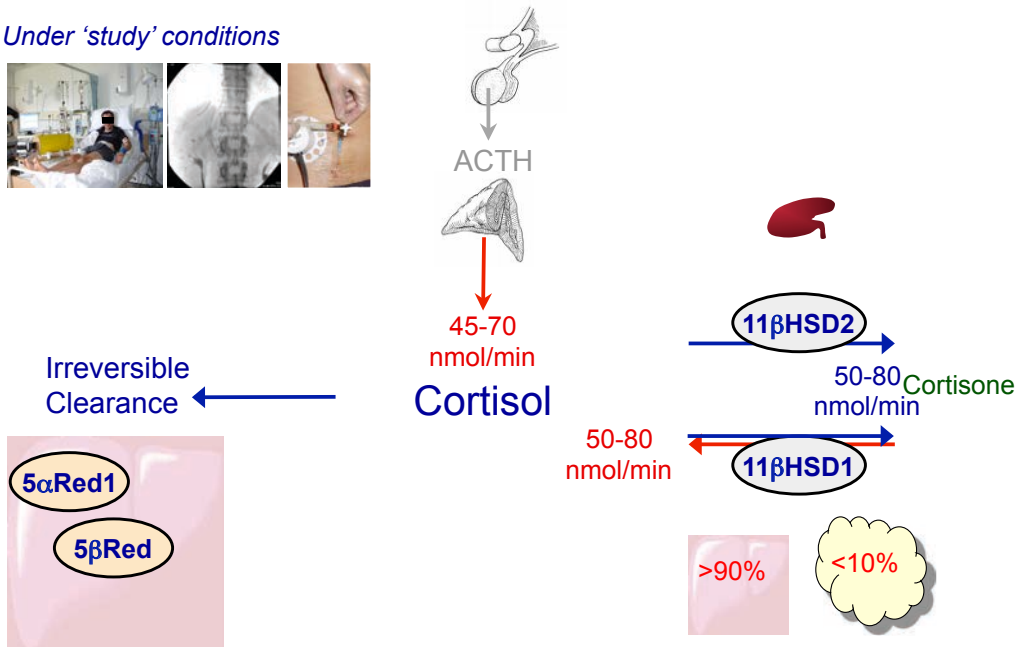 Under ‘study’ conditions
ACTH
45-70
nmol/min
Cortisol
Irreversible
Clearance
5αRed1
5βRed
11βHSD2
50-80
nmol/min
Cortisone
50-80
nmol/min
11βHSD1
>90%
<10%